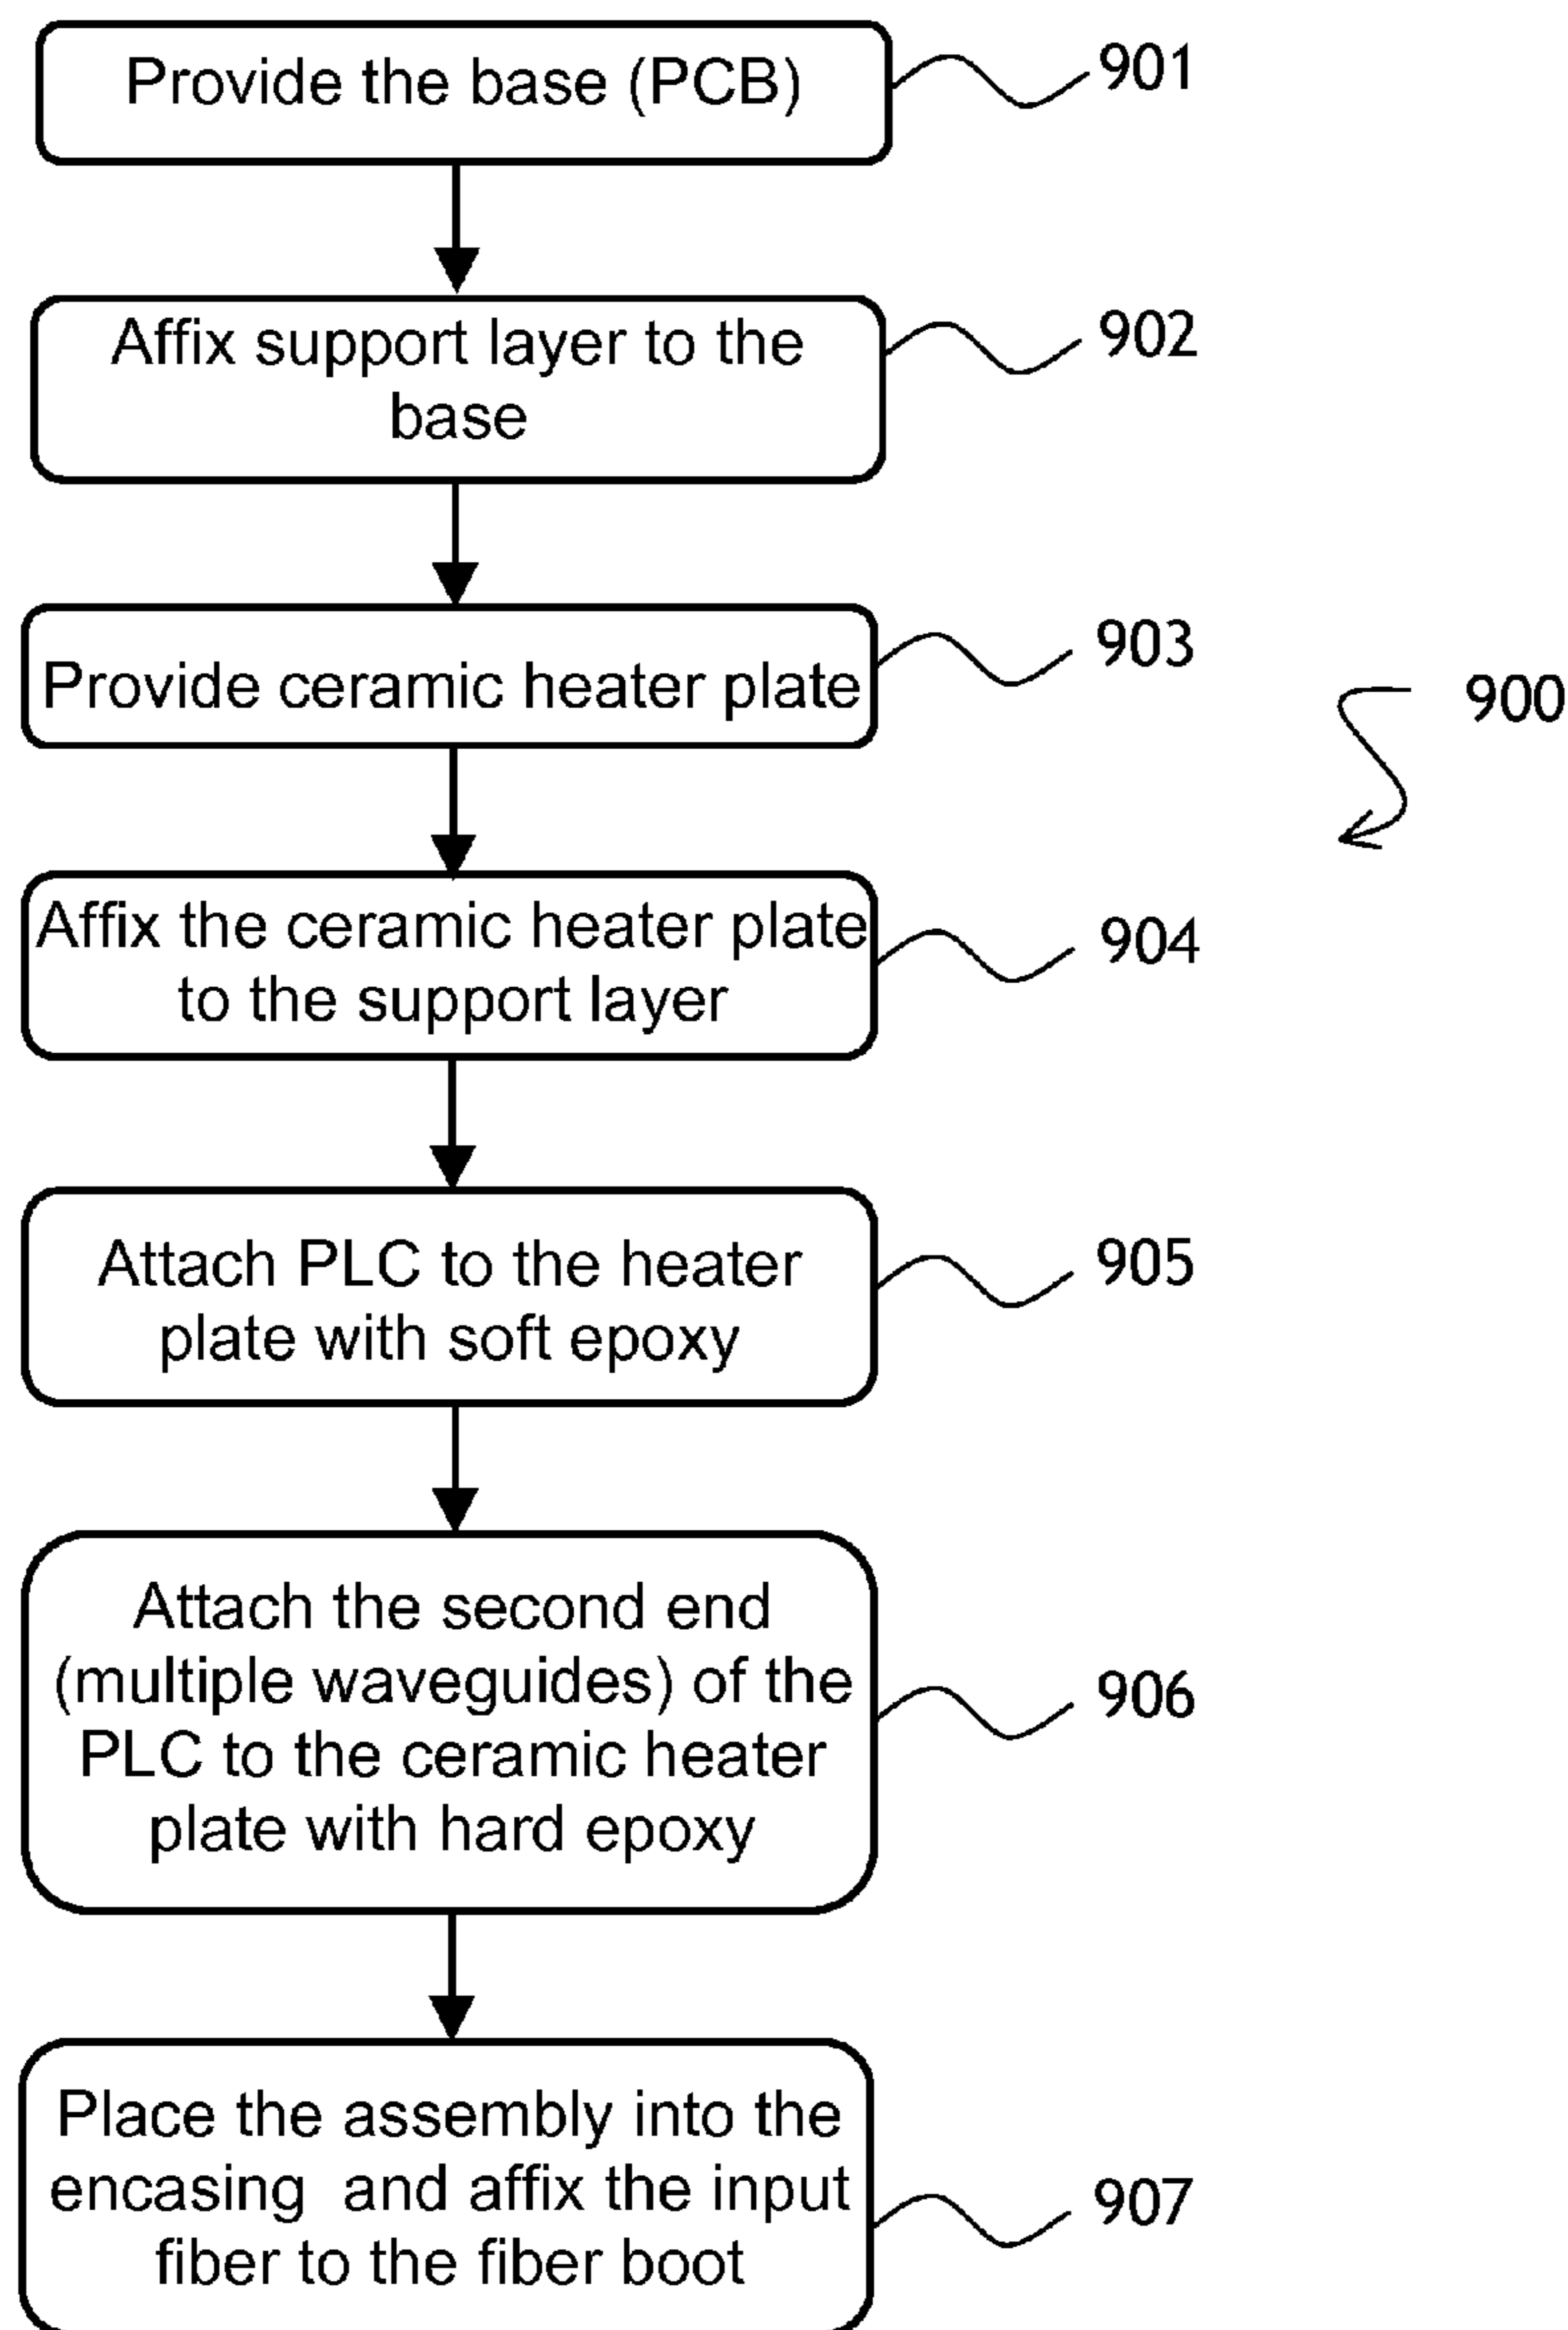 Provide the base (PCB)
901
Affix support layer to the
base
902
Provide ceramic heater plate
903
900
Affix the ceramic heater plate
to the support layer
904
Attach PLC to the heater
plate with soft epoxy
905
Attach the second end
(multiple waveguides) of the
PLC to the ceramic heater
plate with hard epoxy
906
Place the assembly into the
encasing and affix the input
fiber to the fiber boot
907